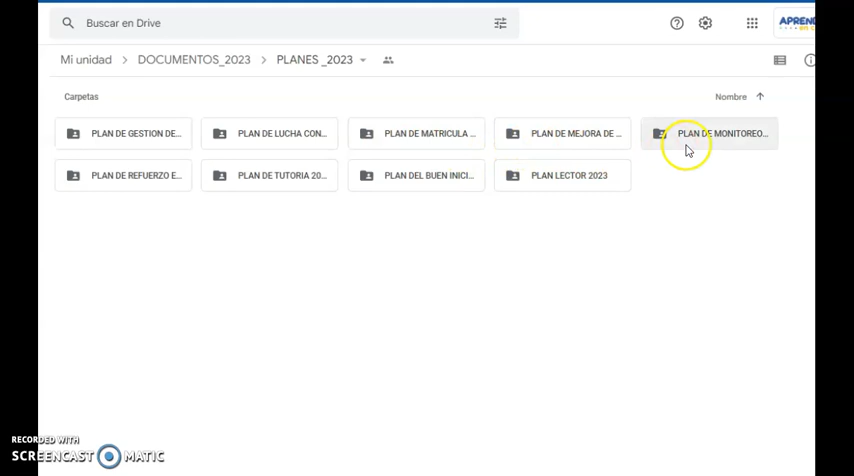 Buscar en Drive
APREND
en c
Mi unidad > DOCUMENTOS_2023 > PLANES _2023
Carpetas
Nombre
PLAN DE GESTION DE...
PLAN DE LUCHA CON...
PLAN DE MATRICULA ...
PLAN DE MEJORA DE ...
PLAN DE MONITOREO...
PLAN DE REFUERZO E...
PLAN DE TUTORIA 20...
PLAN DEL BUEN INICI...
PLAN LECTOR 2023
RECORDED WITH
SCREENCAST MATIC